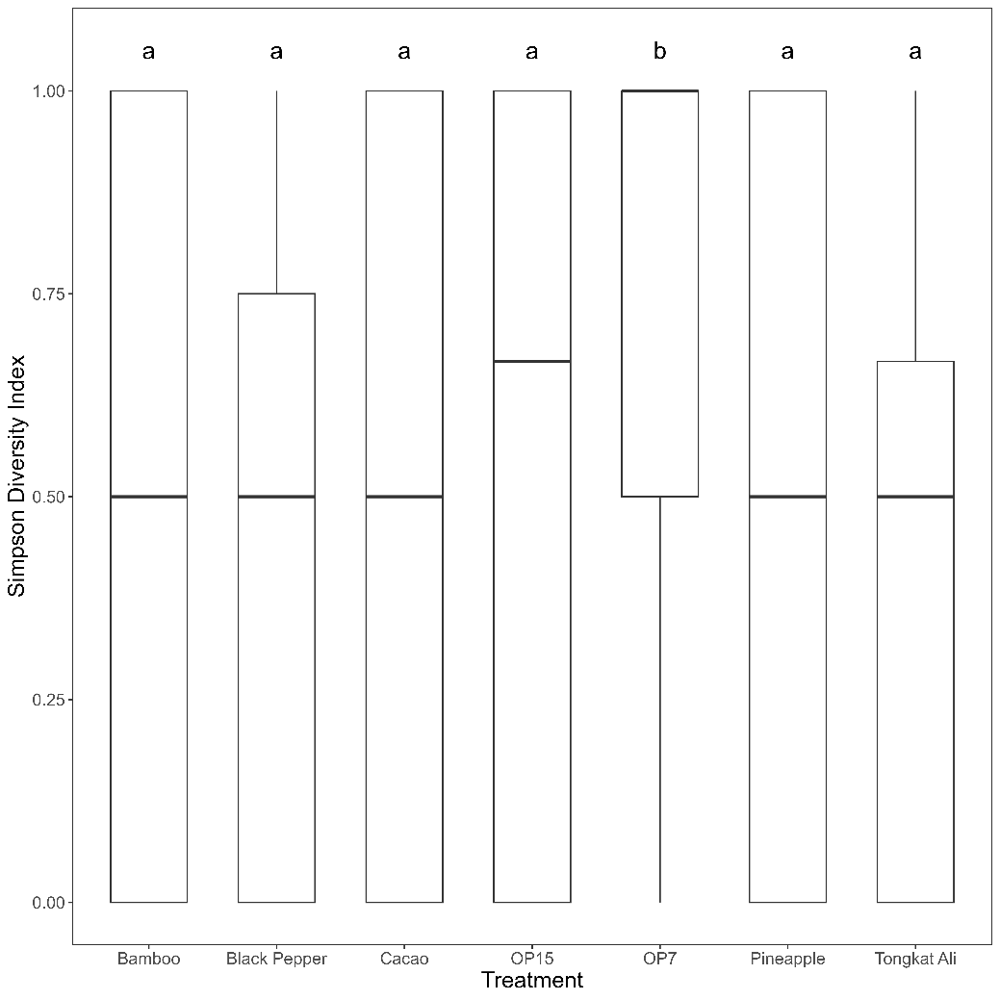 a a a a b a a
1.00
0.75
0.50
0.25
0.00
Simpson Diversity Index
Bamboo Black Pepper Cacao OP15 OP7 Pineapple Tongkat Ali
Treatment